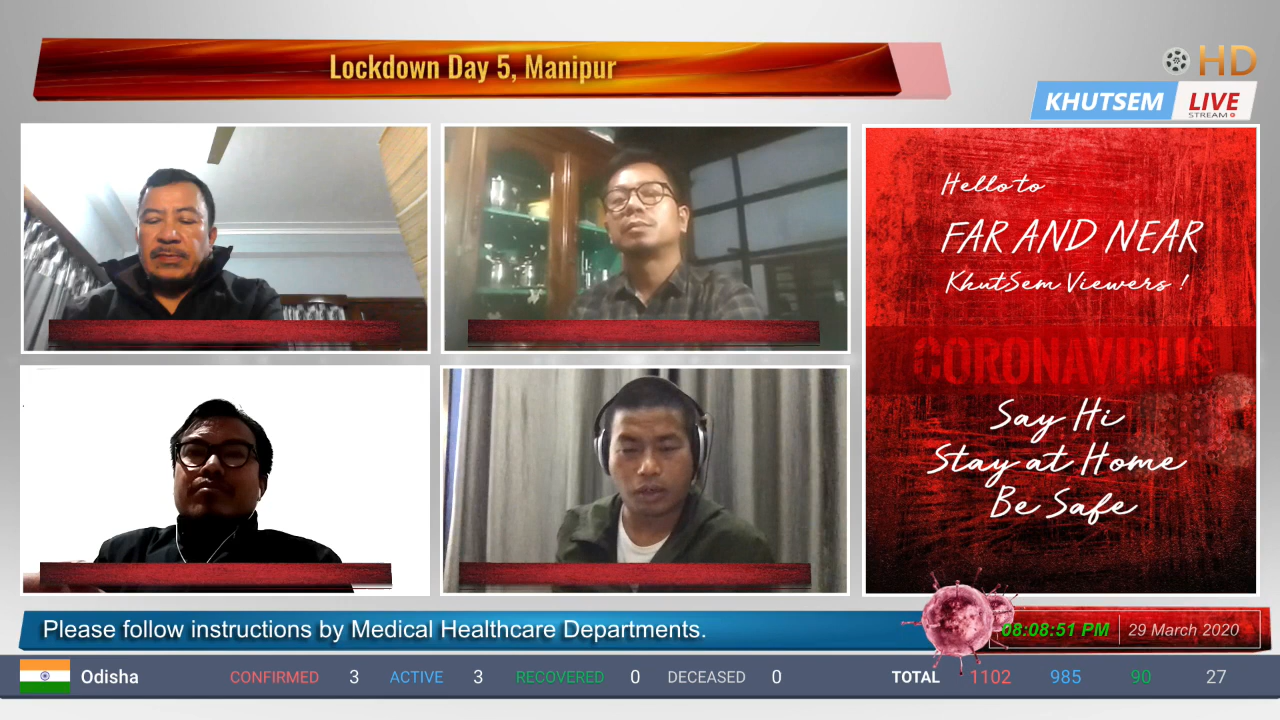 Lockdown Day 5, Manipur
HD
KHUTSEM LIVE
STREAM
Hello to
FAR AND NEAR
KhutSem Viewers !
CORONAVIRUS
Say Hi
Stay at Home
Be Safe
Please follow instructions by Medical Healthcare Departments.
08:08:51 PM 29 March 2020
Odisha CONFIRMED 3 ACTIVE 3 RECOVERED 0 DECEASED 0 TOTAL 1102 985 90 27